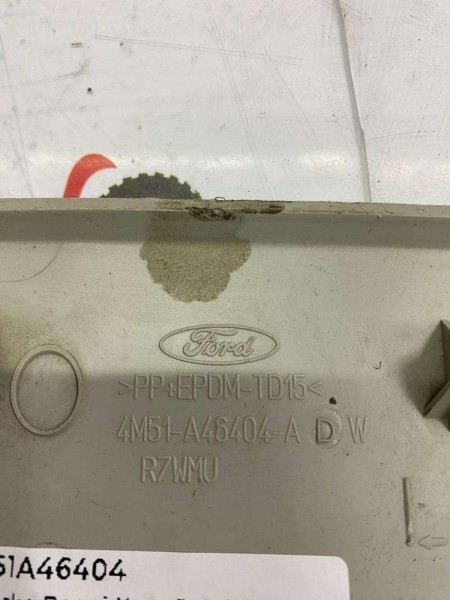 Ford
>PP+EPDM-TD15<
4M51-A46404-A D W
R7WMU
51A46404